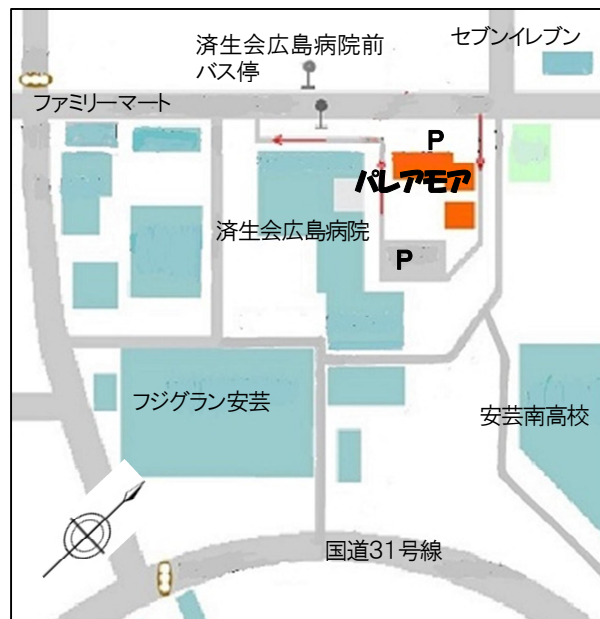 セブンイレブン
済生会広島病院前
バス停
ファミリーマート
P
パレアモア
済生会広島病院
P
フジグラン安芸
安芸南高校
国道31号線